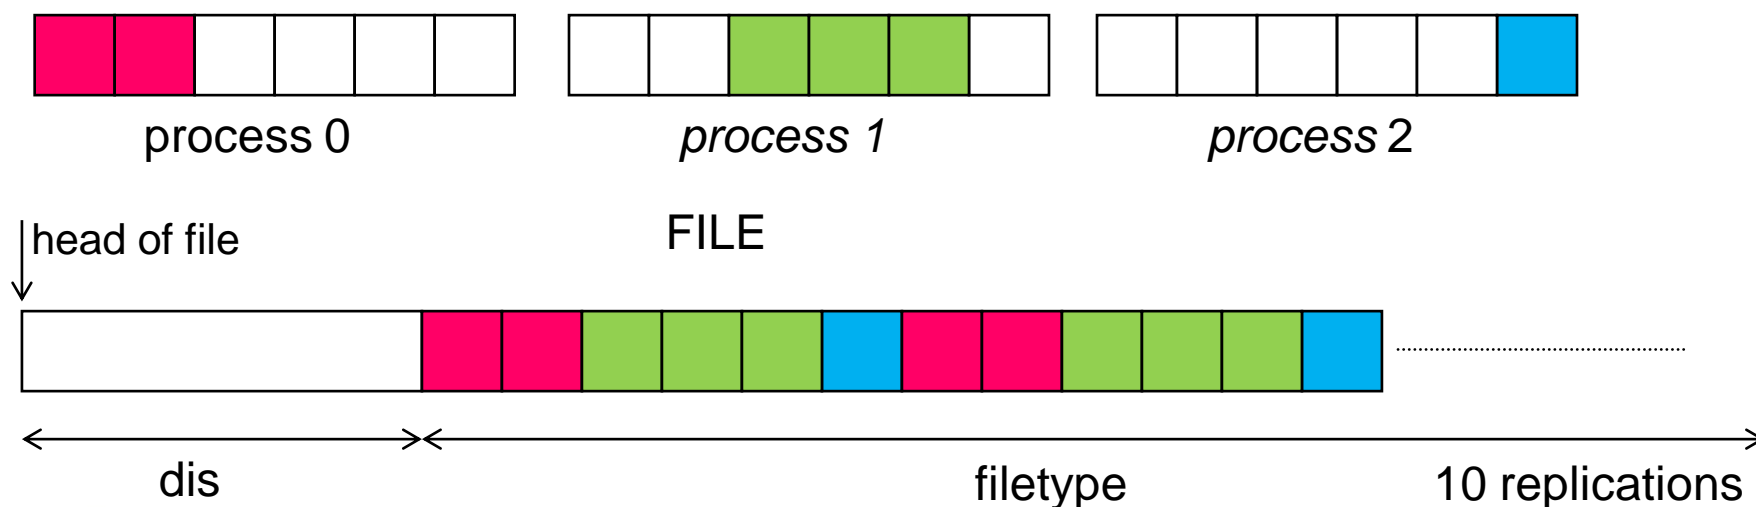 process 0
process 1
process 2
head of file
FILE
dis
filetype
10 replications